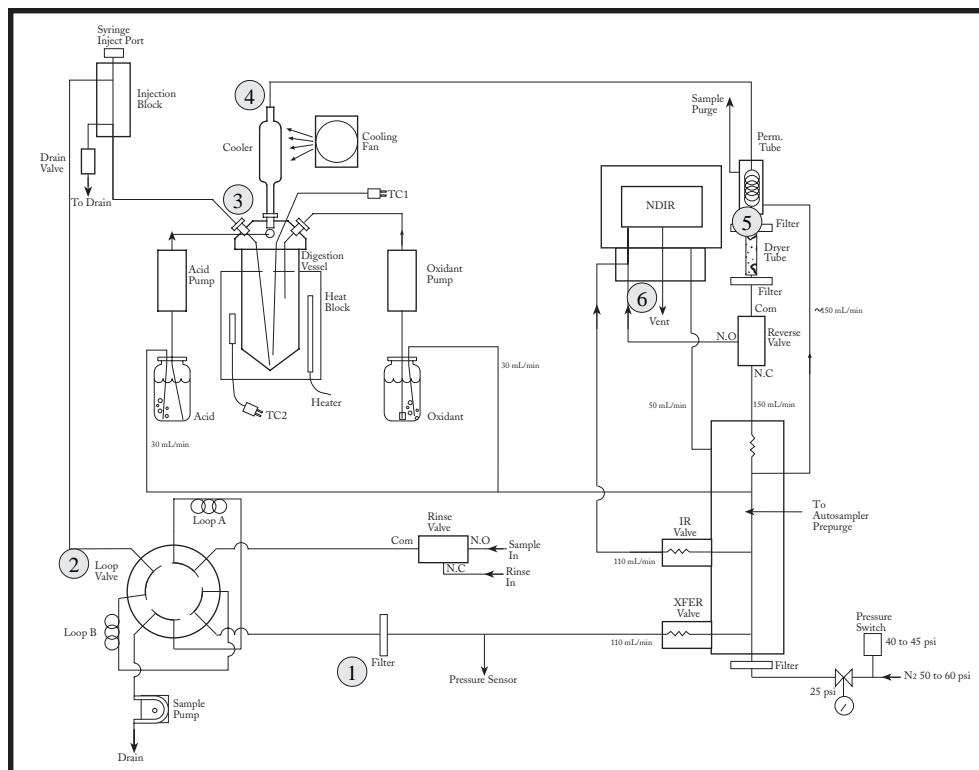 Syringe
Inject Port
Injection
Block
Drain
Valve
To Drain
4
Cooler
Cooling
Fan
3
TC1
Sample
Purge
Perm.
Tube
NDIR
5
Filter
Dryer
Tube
Filter
6
Vent
Com
N.O
Reverse
Valve
N.C
~150 mL/min
Acid
Pump
Digestion
Vessel
Heat
Block
Oxidant
Pump
Acid
TC2
Heater
Oxidant
30 mL/min
30 mL/min
50 mL/min
150 mL/min
Loop A
To
Autosampler
Prepurge
2
Loop
Valve
Loop B
Rinse
Valve
Com
N.O
Sample
In
N.C
Rinse
In
IR
Valve
110 mL/min
XFER
Valve
110 mL/min
1
Filter
Pressure Sensor
Filter
Pressure
Switch
40 to 45 psi
25 psi
N2 50 to 60 psi
Sample
Pump
Drain